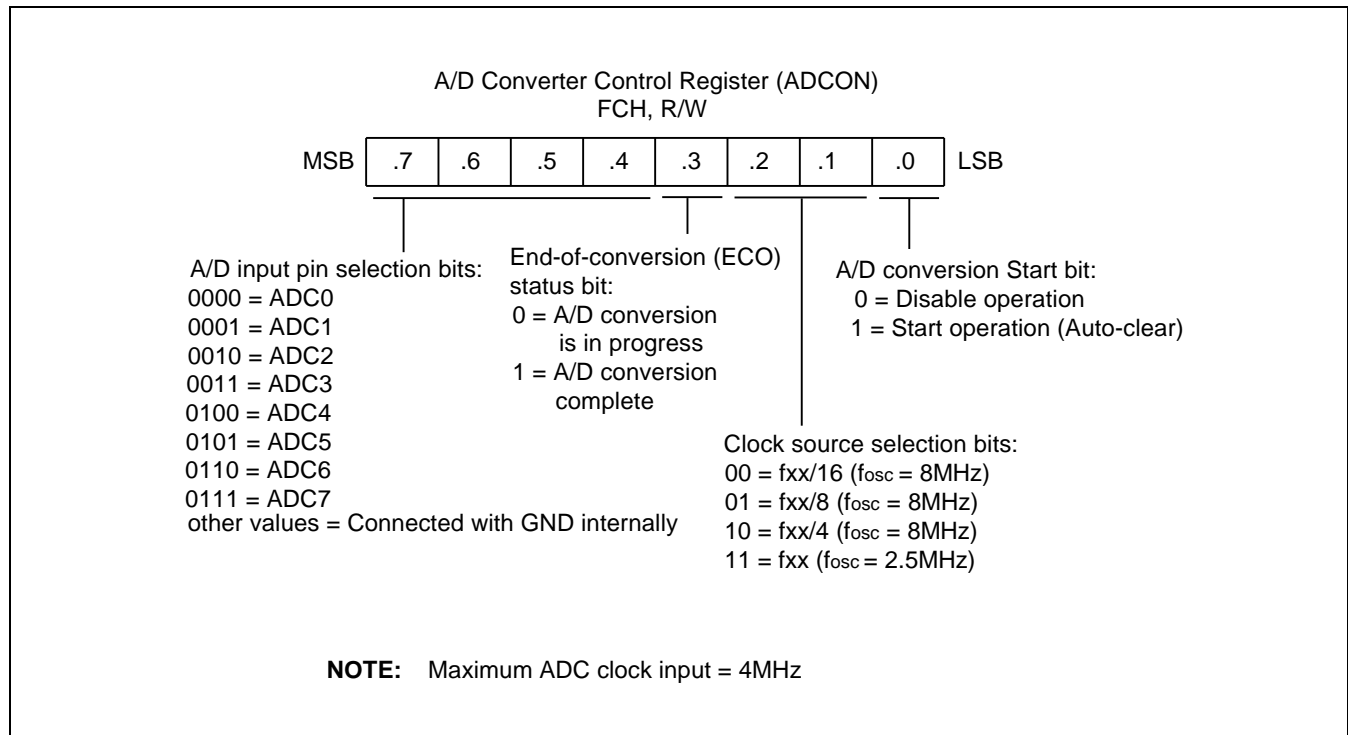 A/D Converter Control Register (ADCON)
FCH, R/W
MSB .7 .6 .5 .4 .3 .2 .1 .0 LSB
A/D input pin selection bits:
0000 = ADC0
0001 = ADC1
0010 = ADC2
0011 = ADC3
0100 = ADC4
0101 = ADC5
0110 = ADC6
0111 = ADC7
other values = Connected with GND internally
End-of-conversion (ECO)
status bit:
0 = A/D conversion
is in progress
1 = A/D conversion
complete
Clock source selection bits:
00 = fxx/16 (fosc = 8MHz)
01 = fxx/8 (fosc = 8MHz)
10 = fxx/4 (fosc = 8MHz)
11 = fxx (fosc = 2.5MHz)
A/D conversion Start bit:
0 = Disable operation
1 = Start operation (Auto-clear)
NOTE: Maximum ADC clock input = 4MHz